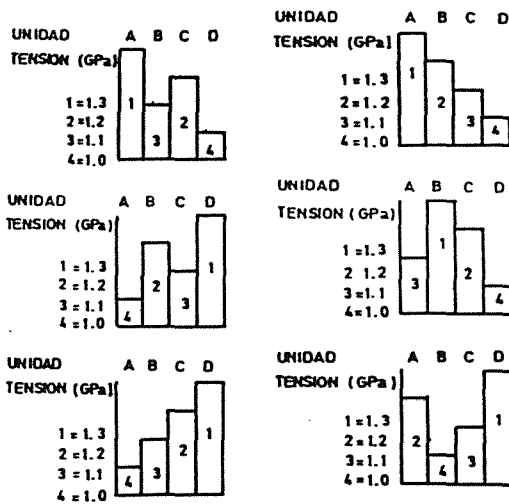 UNIDAD A B C D
TENSION (GPa)
1 = 1.3
2 = 1.2
3 = 1.1
4 = 1.0
1 3 2 4
UNIDAD A B C D
TENSION (GPa)
1 = 1.3
2 = 1.2
3 = 1.1
4 = 1.0
1 2 3 4
UNIDAD A B C D
TENSION (GPa)
1 = 1.3
2 = 1.2
3 = 1.1
4 = 1.0
4 2 3 1
UNIDAD A B C D
TENSION (GPa)
1 = 1.3
2 1.2
3 = 1.1
4 = 1.0
3 1 2 4
UNIDAD A B C D
TENSION (GPa)
1 = 1.3
2 = 1.2
3 = 1.1
4 = 1.0
4 3 2 1
UNIDAD A B C D
TENSION (GPa)
1 = 1.3
2 = 1.2
3 = 1.1
4 = 1.0
2 4 3 1